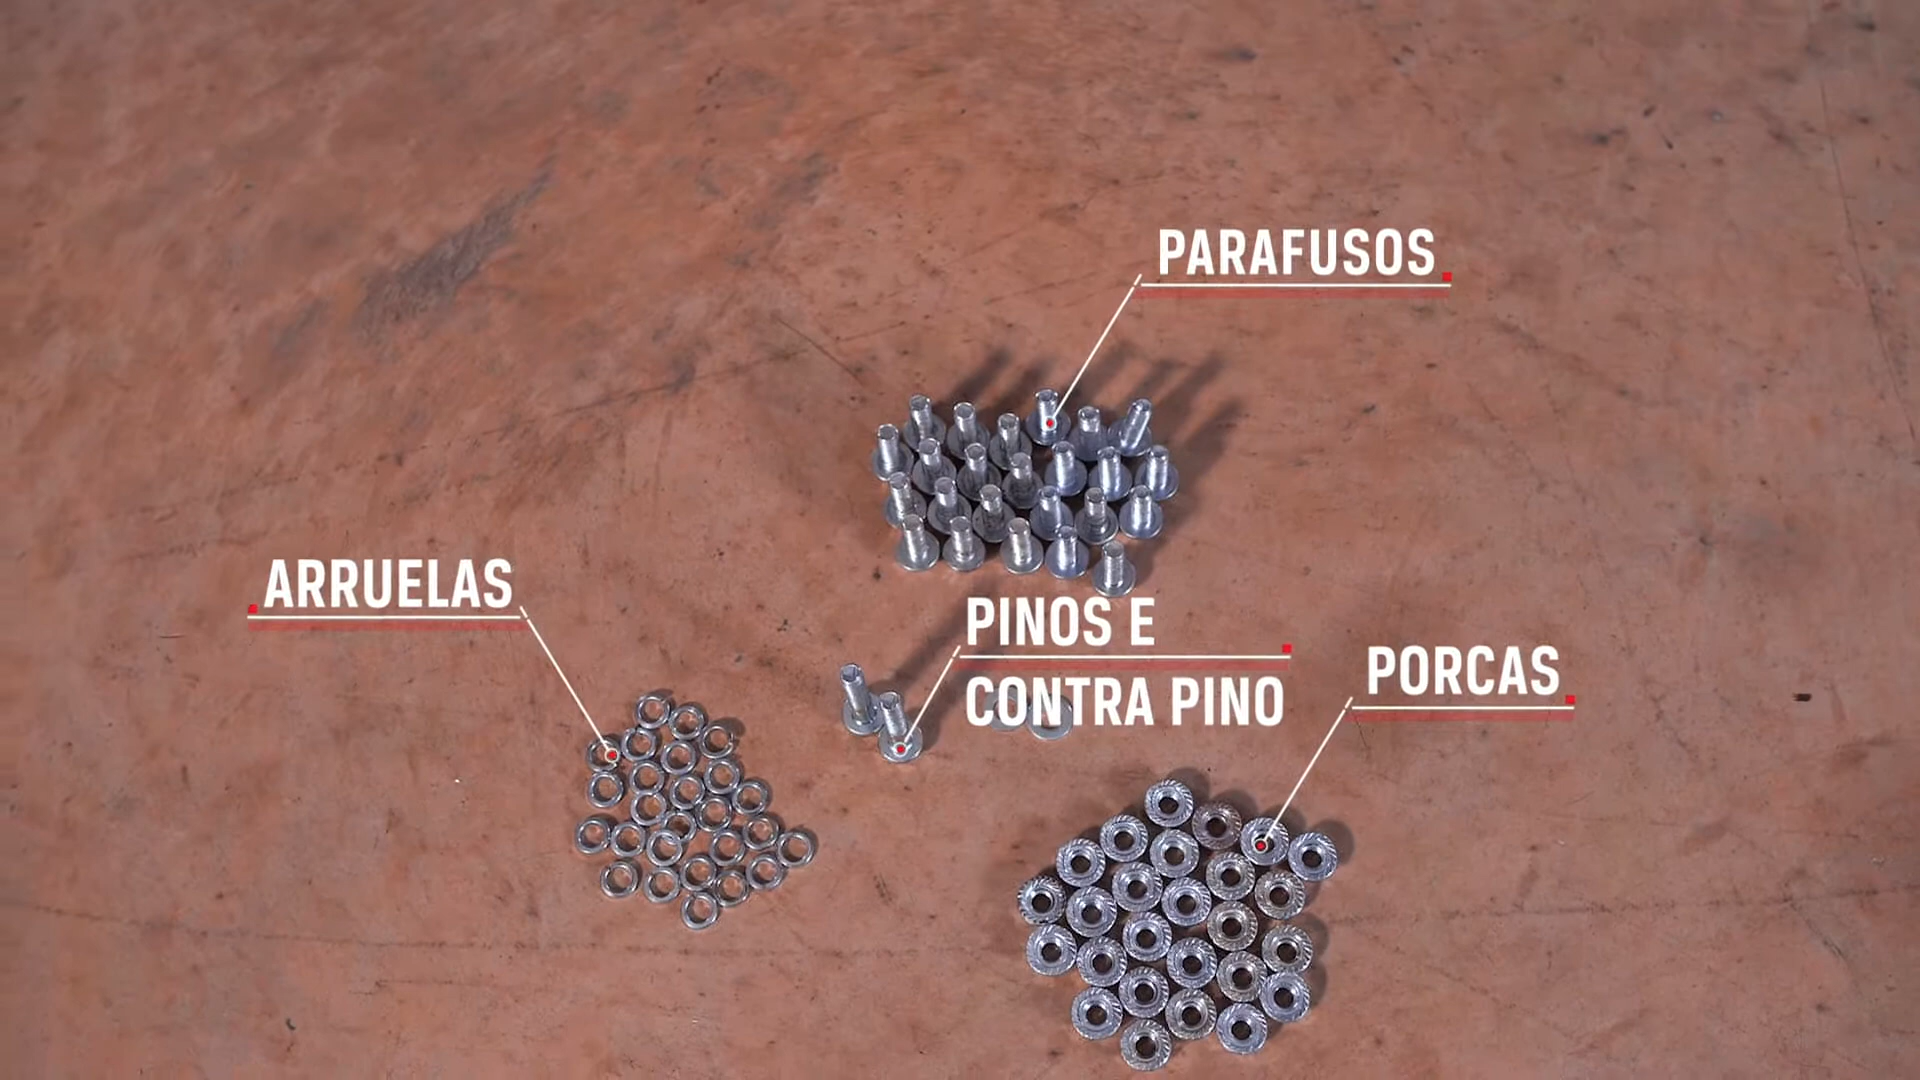 PARAFUSOS
ARRUELAS
PINOS E
CONTRA PINO
PORCAS